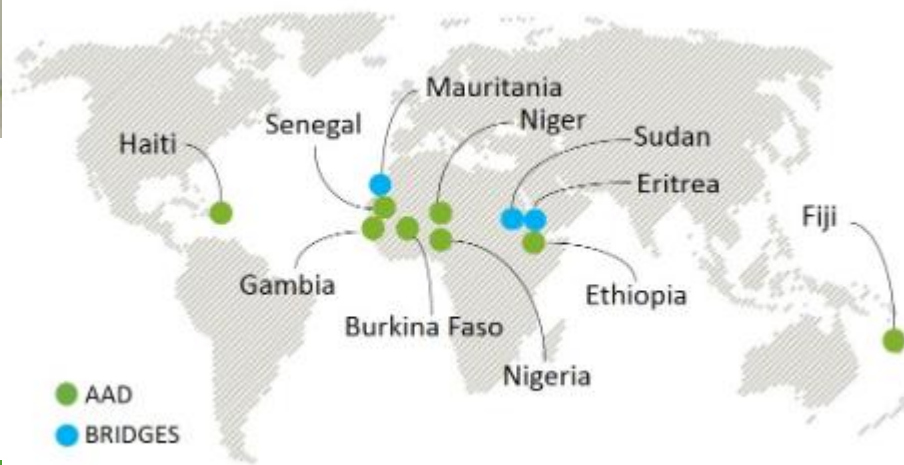 Mauritania
Senegal
Niger
Haiti
Sudan
Eritrea
Fiji
Gambia
Ethiopia
Burkina Faso
Nigeria
AAD
BRIDGES